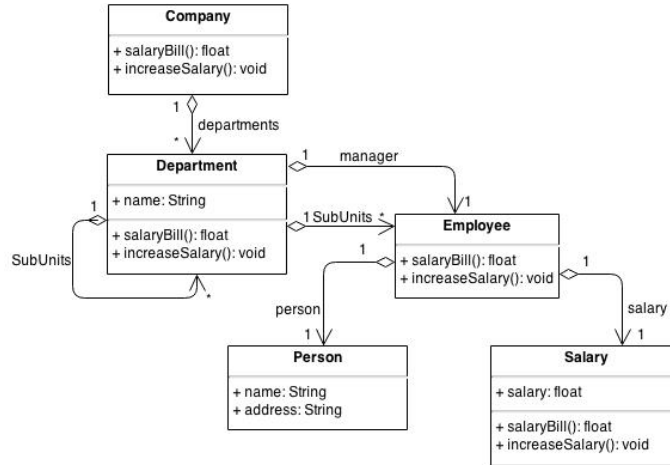 Company
+ salaryBill(): float
+ increaseSalary(): void
1
departments
*
Department
1
manager
+ name: String
1
1
1 SubUnits *
Employee
+ salaryBill(): float
+ increaseSalary(): void
SubUnits
*
1
+ salaryBill(): float
+ increaseSalary(): void
1
person
salary
1
1
Person
Salary
+ name: String
+ address: String
+ salary: float
+ salaryBill(): float
+ increaseSalary(): void